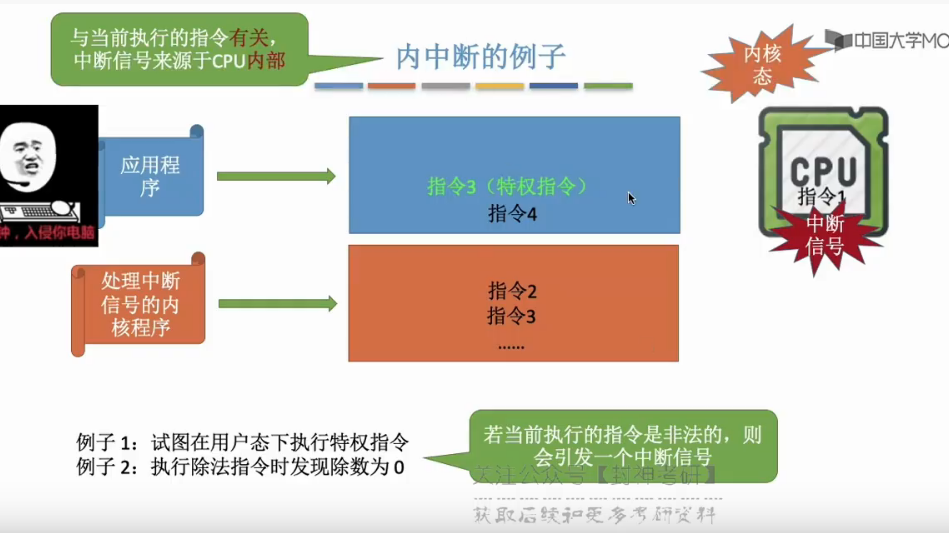 与当前执行的指令有关，
中断信号来源于CPU内部
内中断的例子
内核
态
中国大学MO
应用程
序
指令3（特权指令）
指令4
CPU
指令1
中断
信号
，入侵你电脑
处理中断
信号的内
核程序
指令2
指令3
......
例子 1：试图在用户态下执行特权指令
例子 2：执行除法指令时发现除数为 0
若当前执行的指令是非法的，则
会引发一个中断信号
关注公众号【封神考研】
获取后续和更多考研资料